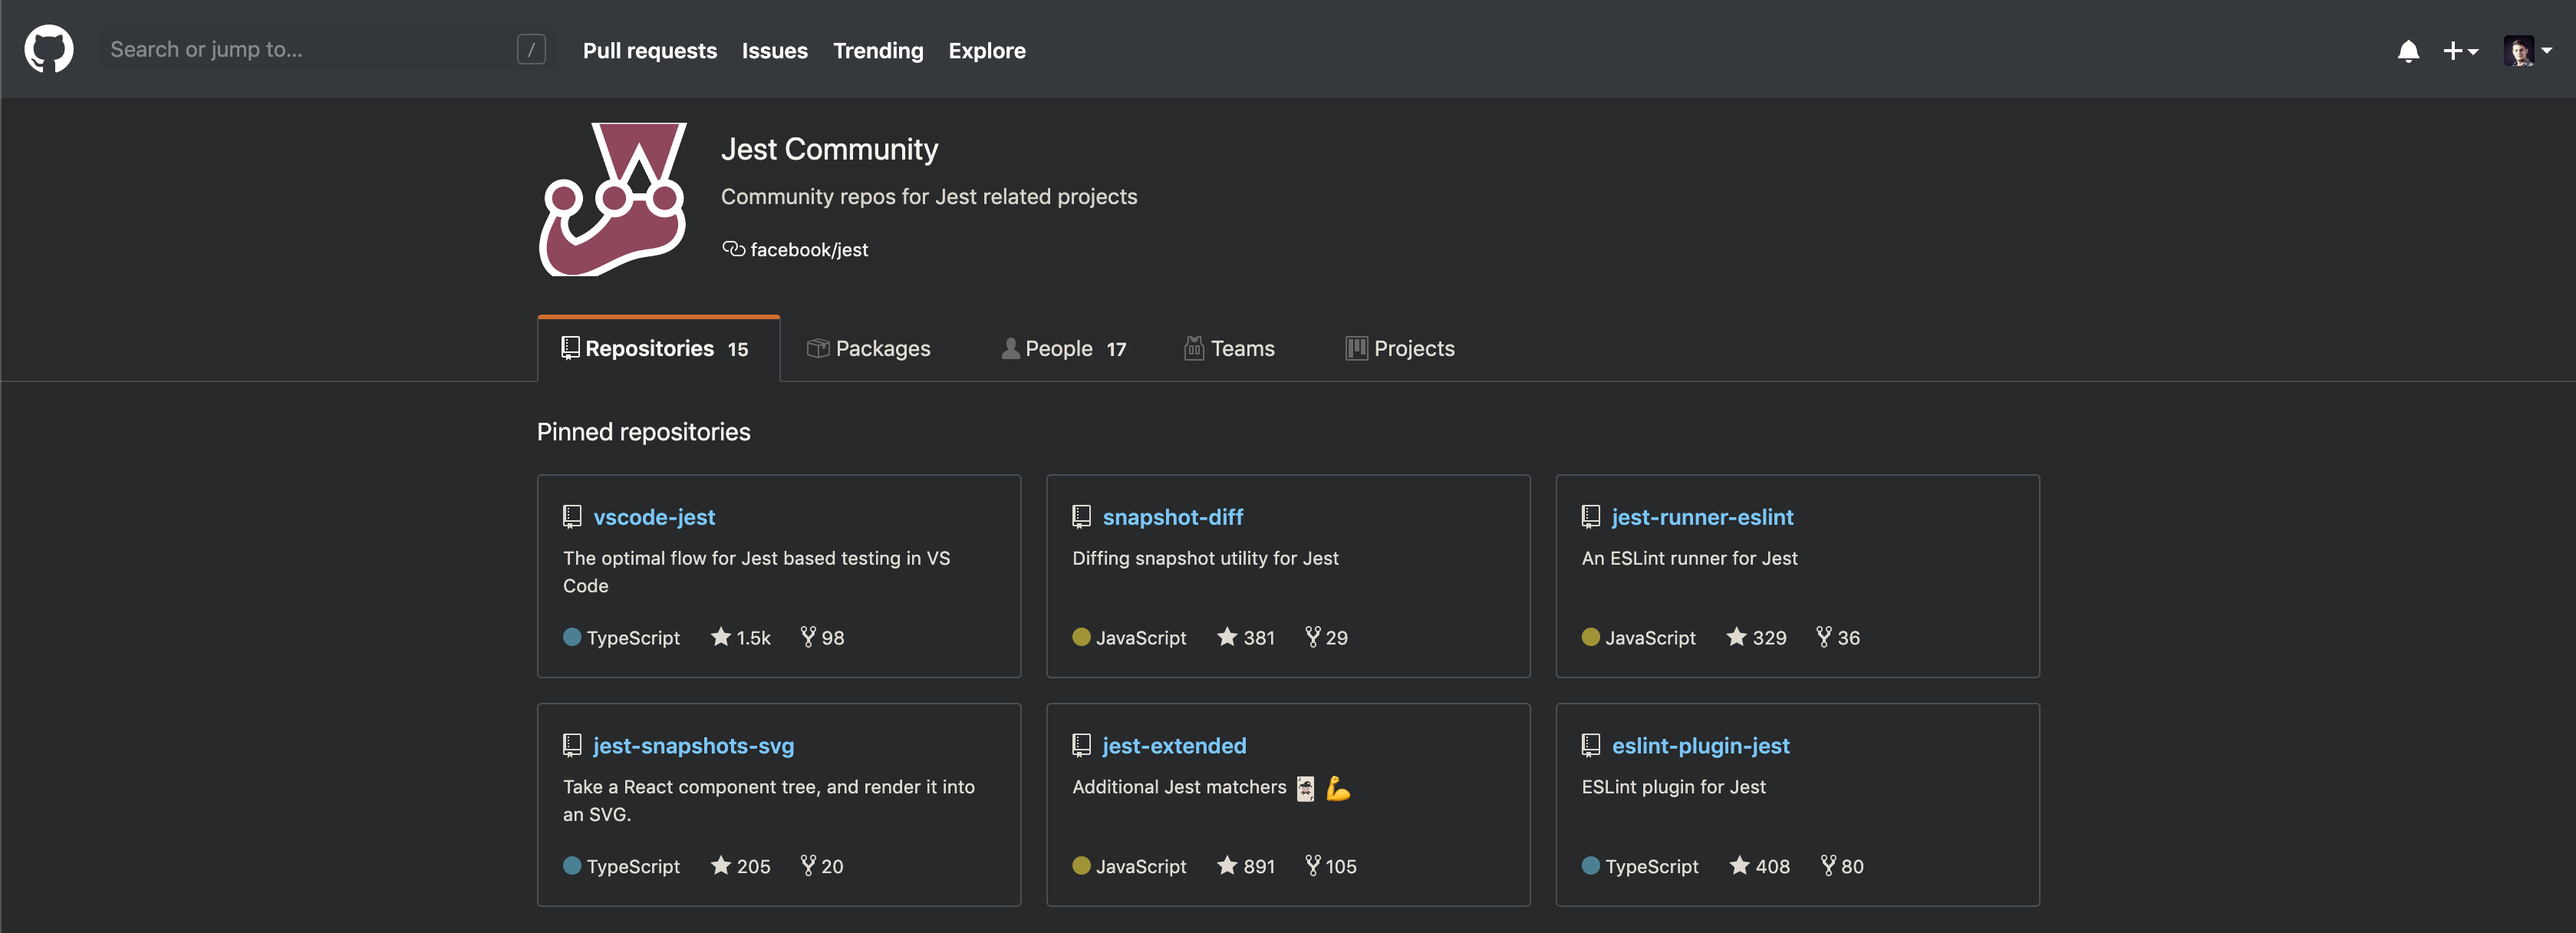 Search or jump to... /
Pull requests Issues Trending Explore
Jest Community
Community repos for Jest related projects
facebook/jest
Repositories 15 Packages People 17 Teams Projects
Pinned repositories
vscode-jest
The optimal flow for Jest based testing in VS
Code
TypeScript 1.5k 98
snapshot-diff
Diffing snapshot utility for Jest
JavaScript 381 29
jest-runner-eslint
An ESLint runner for Jest
JavaScript 329 36
jest-snapshots-svg
Take a React component tree, and render it into
an SVG.
TypeScript 205 20
jest-extended
Additional Jest matchers 🃏 💪
JavaScript 891 105
eslint-plugin-jest
ESLint plugin for Jest
TypeScript 408 80